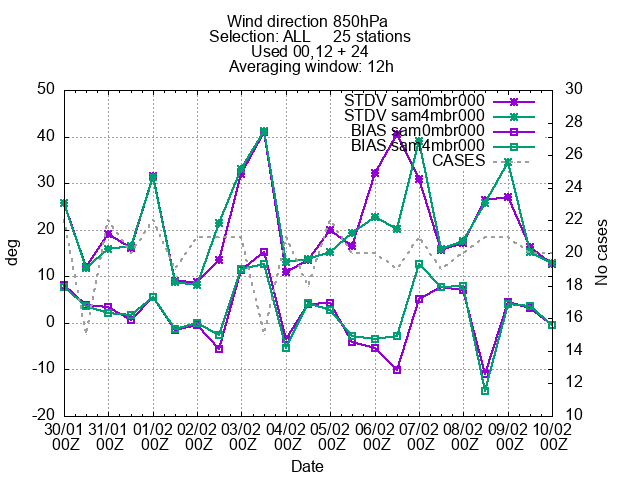 Wind direction 850hPa
Selection: ALL 25 stations
Used 00,12 + 24
Averaging window: 12h
STDV sam0mbr000
STDV sam4mbr000
BIAS sam0mbr000
BIAS sam4mbr000
CASES
50
40
30
20
10
0
-10
-20
deg
30
28
26
24
22
20
18
16
14
12
10
No cases
30/01 31/01 01/02 02/02 03/02 04/02 05/02 06/02 07/02 08/02 09/02 10/02
00Z 00Z 00Z 00Z 00Z 00Z 00Z 00Z 00Z 00Z 00Z 00Z
Date